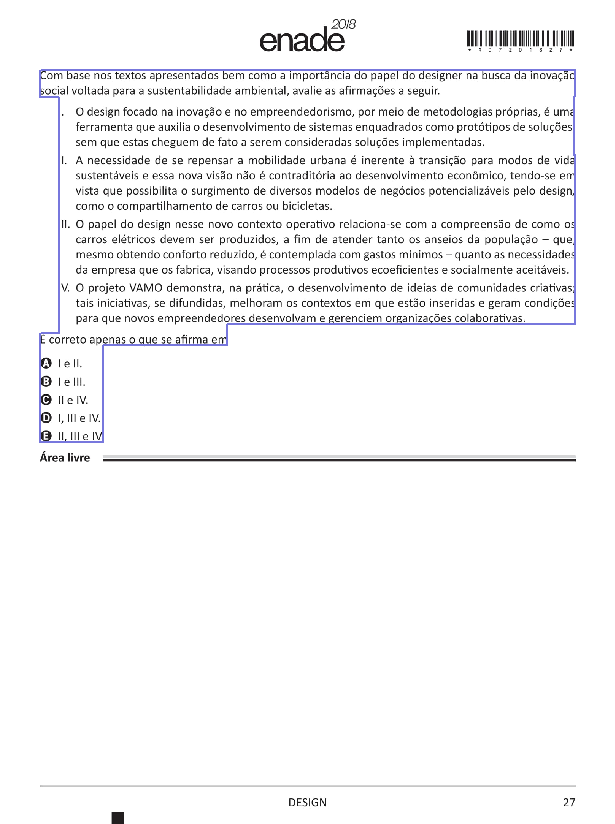 enade2018
Com base nos textos apresentados bem como a importância do papel do designer na busca da inovação
social voltada para a sustentabilidade ambiental, avalie as afirmações a seguir.
I. O design focado na inovação e no empreendedorismo, por meio de metodologias próprias, é uma
ferramenta que auxilia o desenvolvimento de sistemas enquadrados como protótipos de soluções,
sem que estas cheguem de fato a serem consideradas soluções implementadas.
II. A necessidade de se repensar a mobilidade urbana é inerente à transição para modos de vida
sustentáveis e essa nova visão não é contraditória ao desenvolvimento econômico, tendo-se em
vista que possibilita o surgimento de diversos modelos de negócios potencializáveis pelo design,
como o compartilhamento de carros ou bicicletas.
III. O papel do design nesse novo contexto operativo relaciona-se com a compreensão de como os
carros elétricos devem ser produzidos, a fim de atender tanto os anseios da população – que,
mesmo obtendo conforto reduzido, é contemplada com gastos mínimos – quanto as necessidades
da empresa que os fabrica, visando processos produtivos ecoeficientes e socialmente aceitáveis.
IV. O projeto VAMO demonstra, na prática, o desenvolvimento de ideias de comunidades criativas;
tais iniciativas, se difundidas, melhoram os contextos em que estão inseridas e geram condições
para que novos empreendedores desenvolvam e gerenciem organizações colaborativas.
É correto apenas o que se afirma em
A I e II.
B I e III.
C II e IV.
D I, III e IV.
E II, III e IV
Área livre
DESIGN
27